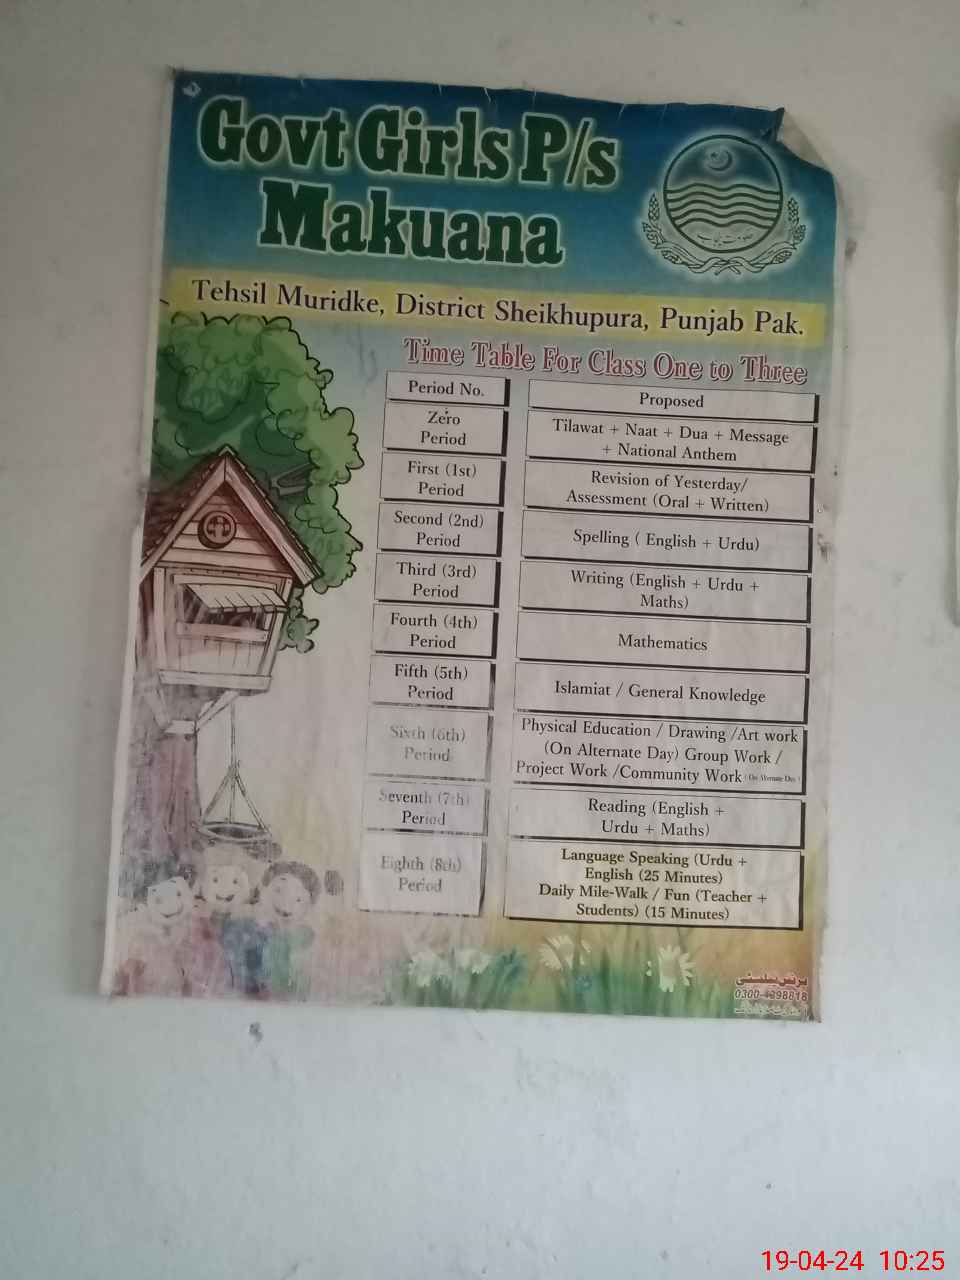 Govt Girls P/s
Makuana
حکومت پنجاب
Tehsil Muridke, District Sheikhupura, Punjab Pak.
Time Table For Class One to Three
Period No.
Proposed
Zero
Period
Tilawat + Naat + Dua + Message
+ National Anthem
First (1st)
Period
Revision of Yesterday/
Assessment (Oral + Written)
Second (2nd)
Period
Spelling ( English + Urdu)
Third (3rd)
Period
Writing (English + Urdu +
Maths)
Fourth (4th)
Period
Mathematics
Fifth (5th)
Period
Islamiat / General Knowledge
Sixth (6th)
Period
Physical Education / Drawing /Art work
(On Alternate Day) Group Work /
Project Work /Community Work ( On Alternate Day )
Seventh (7th)
Period
Reading (English +
Urdu + Maths)
Eighth (8th)
Period
Language Speaking (Urdu +
English (25 Minutes)
Daily Mile-Walk / Fun (Teacher +
Students) (15 Minutes)
19-04-24 10:25